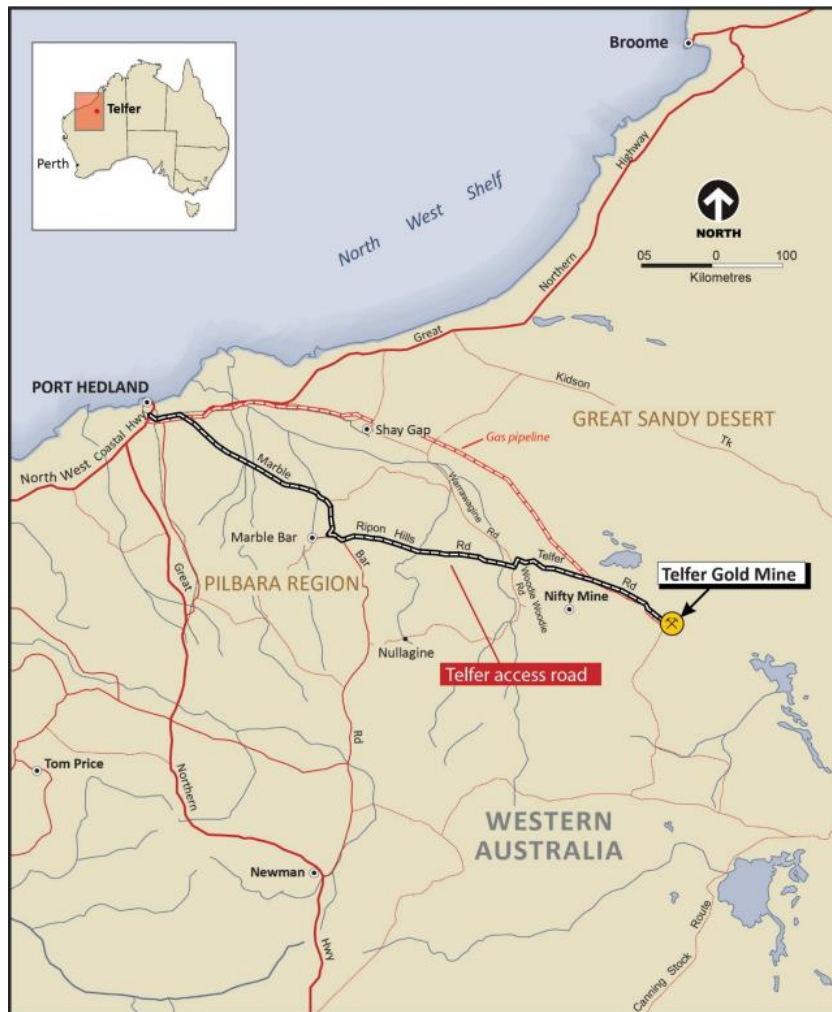 Broome
Telfer
Perth
North West Shelf
Highway
Northern
Great
NORTH
05 0 100
Kilometres
PORT HEDLAND
North West Coastal Hwy
Shay Gap
Gas pipeline
Kidson
Tk
GREAT SANDY DESERT
Marble
Bar
Rd
Warrawagine Rd
Marble Bar
Ripon Hills Rd
Telfer Rd
Woodie Woodie
Rd
Telfer Gold Mine
Great
PILBARA REGION
Nifty Mine
Nullagine
Telfer access road
Tom Price
Northern
Hwy
Newman
WESTERN
AUSTRALIA
Canning Stock Route